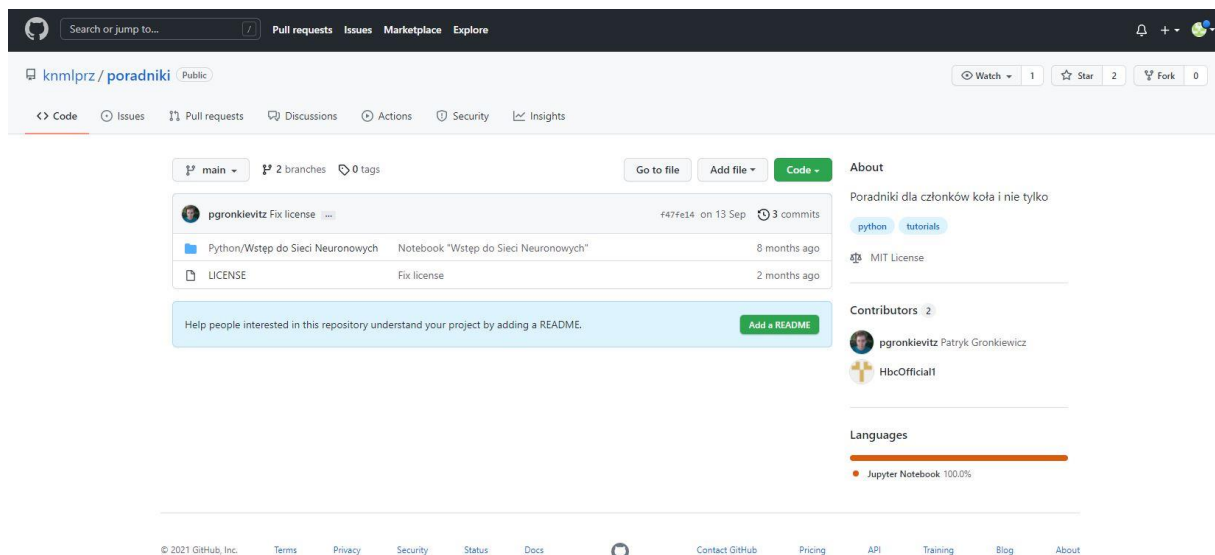 Search or jump to... / Pull requests Issues Marketplace Explore
knmlprz / poradniki Public Watch 1 Star 2 Fork 0
Code Issues Pull requests Discussions Actions Security Insights
main 2 branches 0 tags Go to file Add file Code
About
Poradniki dla członków koła i nie tylko
python tutorials
MIT License
pgronkievitz Fix license ... f47fe14 on 13 Sep 3 commits
Python/Wstęp do Sieci Neuronowych Notebook "Wstęp do Sieci Neuronowych" 8 months ago
LICENSE Fix license 2 months ago
Help people interested in this repository understand your project by adding a README. Add a README
Contributors 2
pgronkievitz Patryk Gronkiewicz
HbcOfficial1
Languages
Jupyter Notebook 100.0%
© 2021 GitHub, Inc. Terms Privacy Security Status Docs Contact GitHub Pricing API Training Blog About